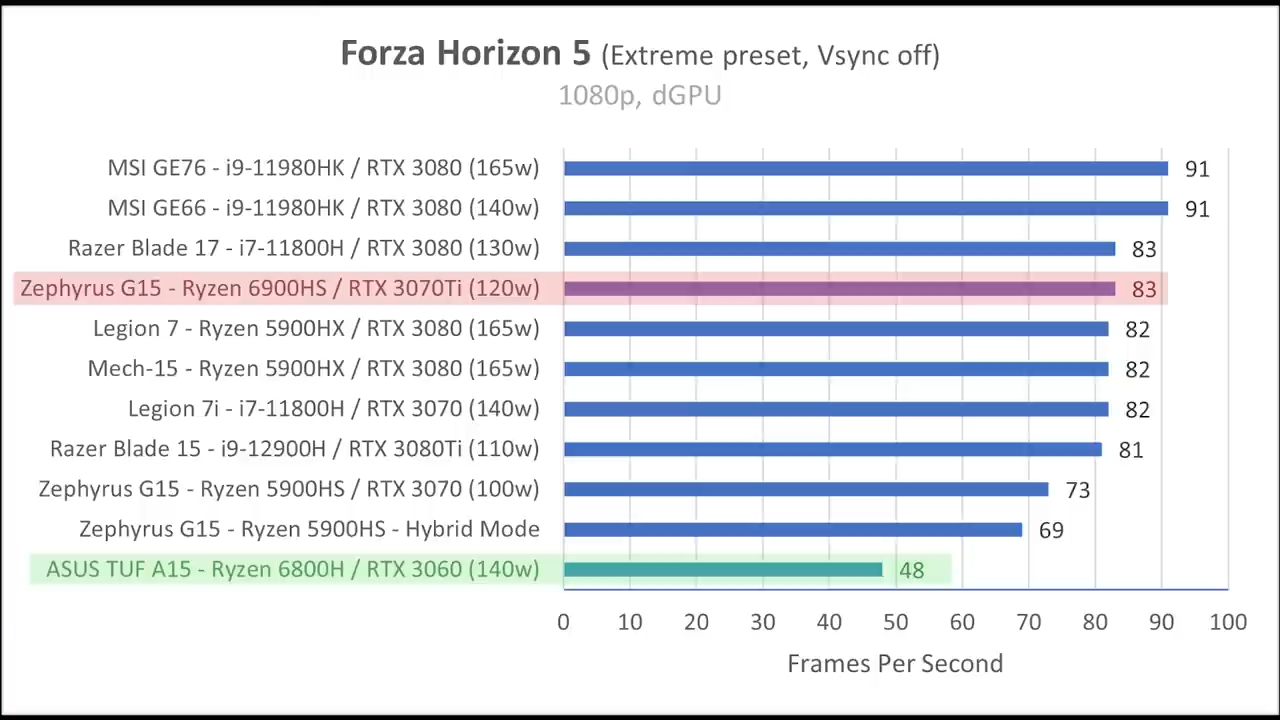 Forza Horizon 5 (Extreme preset, Vsync off)
1080p, dGPU
MSI GE76 - i9-11980HK / RTX 3080 (165w) 91
MSI GE66 - i9-11980HK / RTX 3080 (140w) 91
Razer Blade 17 - i7-11800H / RTX 3080 (130w) 83
Zephyrus G15 - Ryzen 6900HS / RTX 3070Ti (120w) 83
Legion 7 - Ryzen 5900HX / RTX 3080 (165w) 82
Mech-15 - Ryzen 5900HX / RTX 3080 (165w) 82
Legion 7i - i7-11800H / RTX 3070 (140w) 82
Razer Blade 15 - i9-12900H / RTX 3080Ti (110w) 81
Zephyrus G15 - Ryzen 5900HS / RTX 3070 (100w) 73
Zephyrus G15 - Ryzen 5900HS - Hybrid Mode 69
ASUS TUF A15 - Ryzen 6800H / RTX 3060 (140w) 48
0 10 20 30 40 50 60 70 80 90 100
Frames Per Second